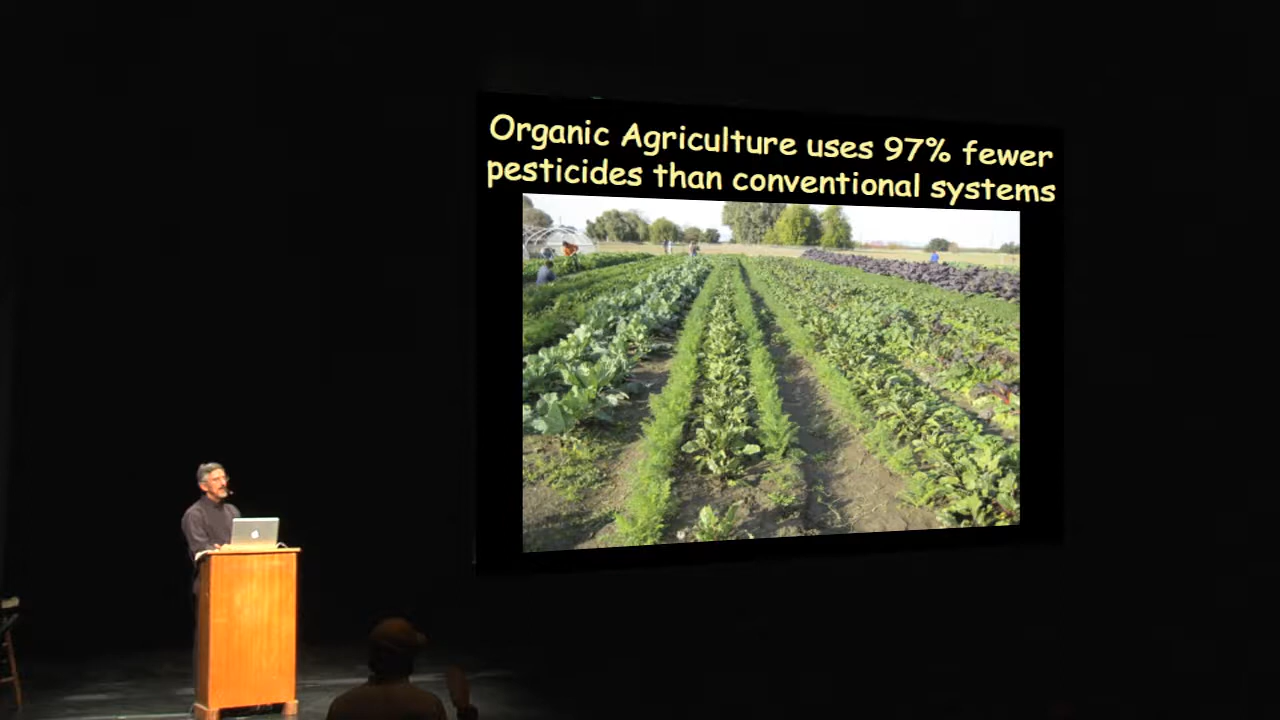 Organic Agriculture uses 97% fewer
pesticides than conventional systems